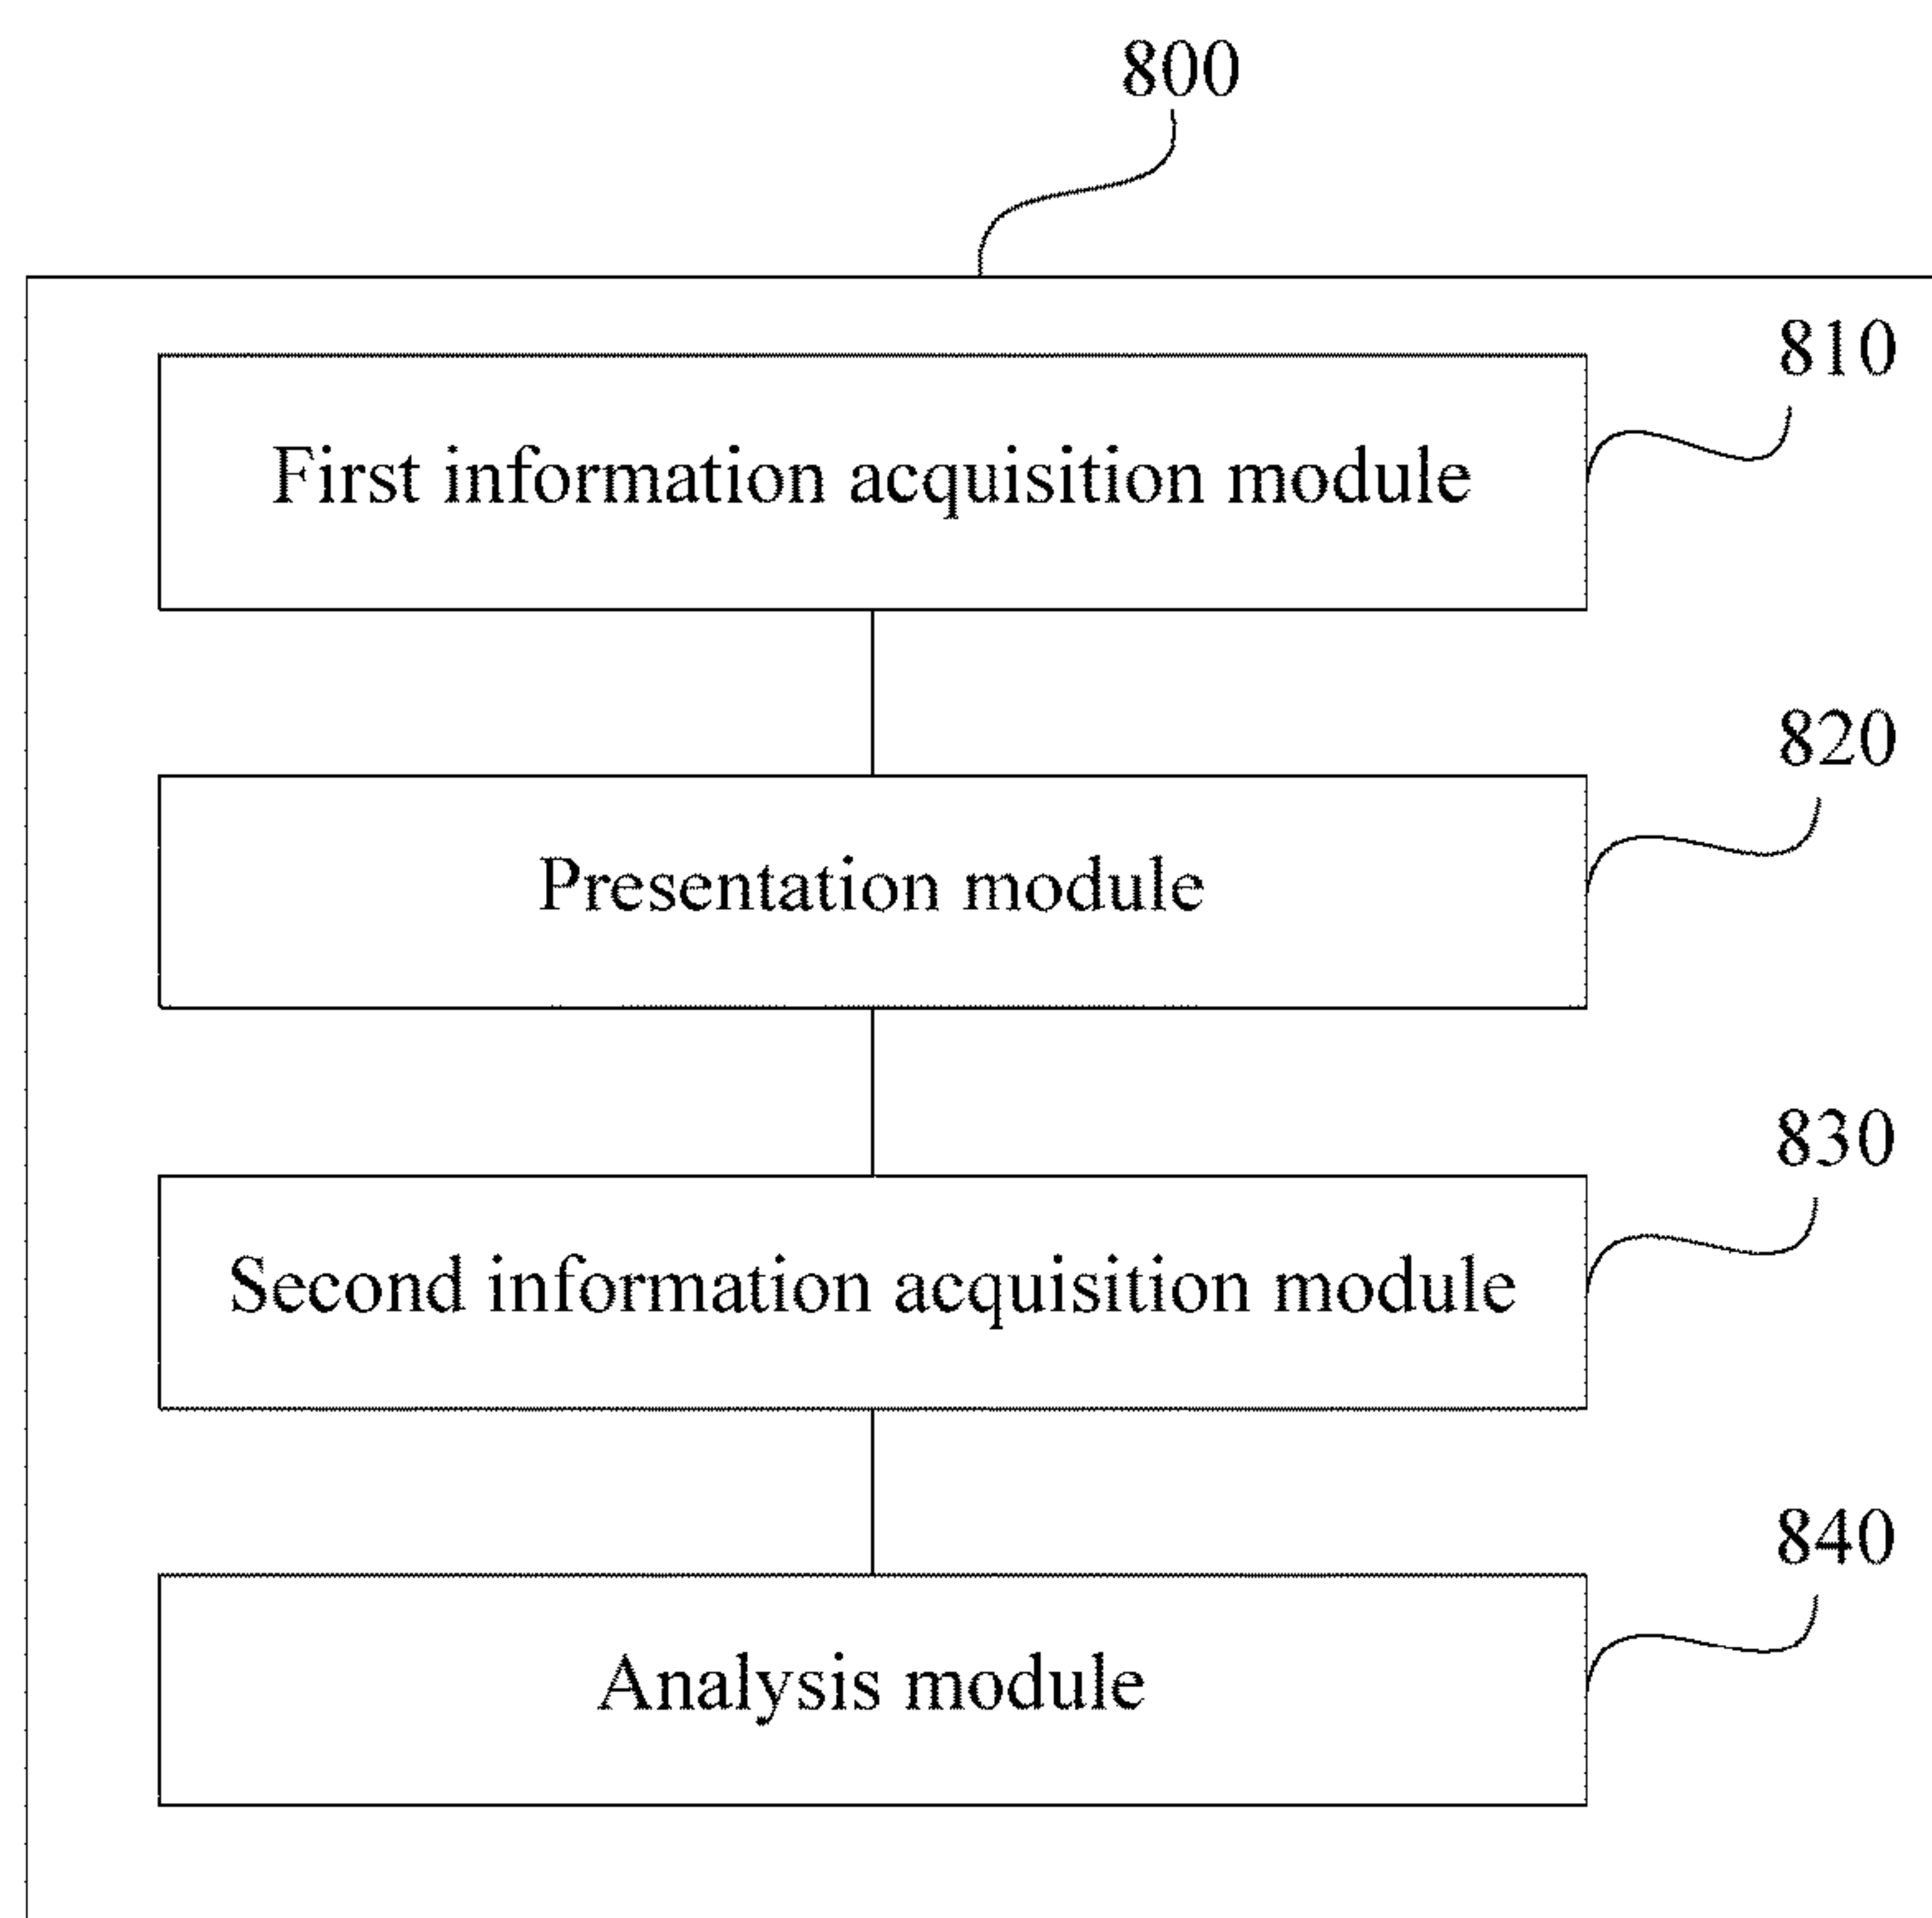 800
810
First information acquisition module
820
Presentation module
830
Second information acquisition module
840
Analysis module